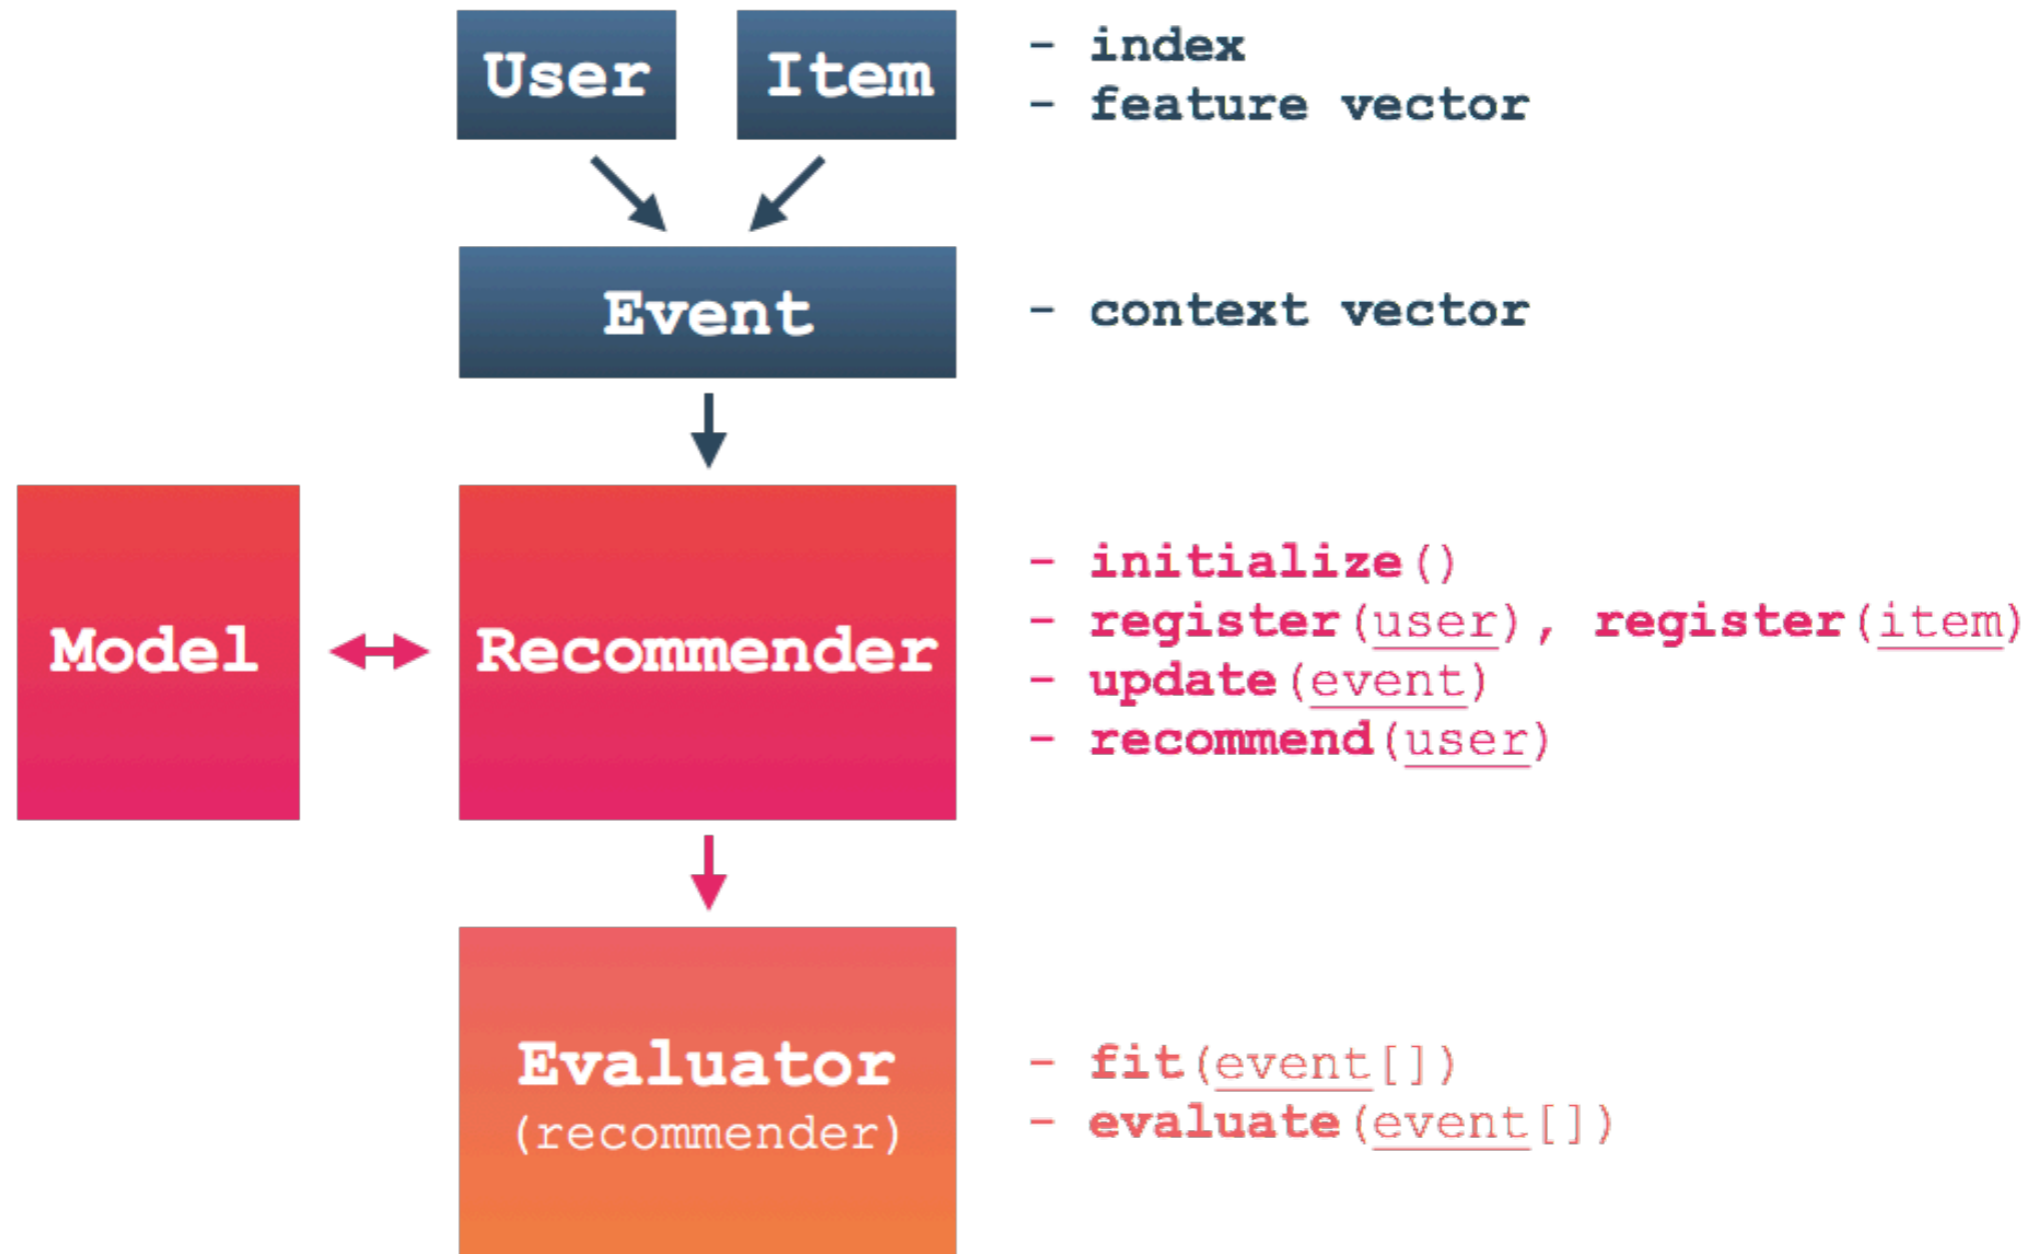 User
Item
- index
- feature vector
Event
- context vector
Model
Recommender
- initialize()
- register(user), register(item)
- update(event)
- recommend(user)
Evaluator
(recommender)
- fit(event[])
- evaluate(event[])